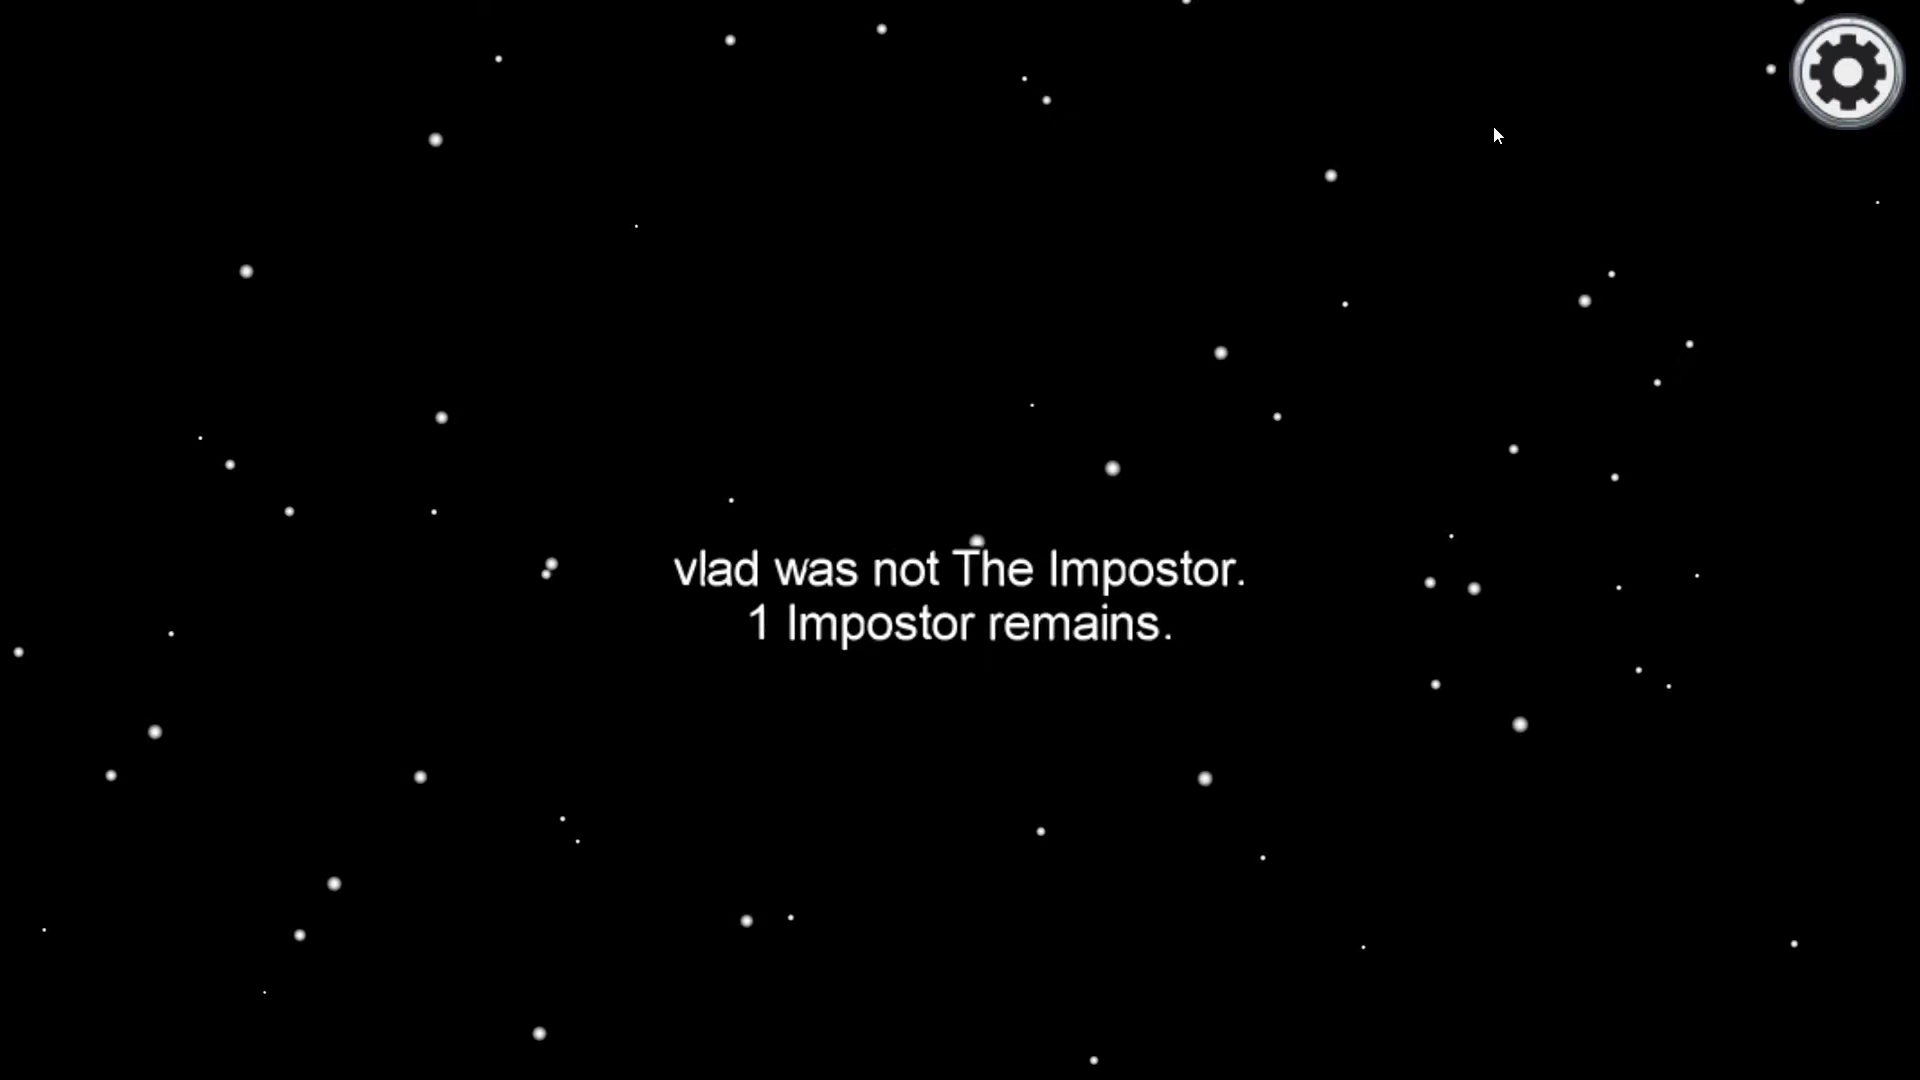 vlad was not The Impostor.
1 Impostor remains.